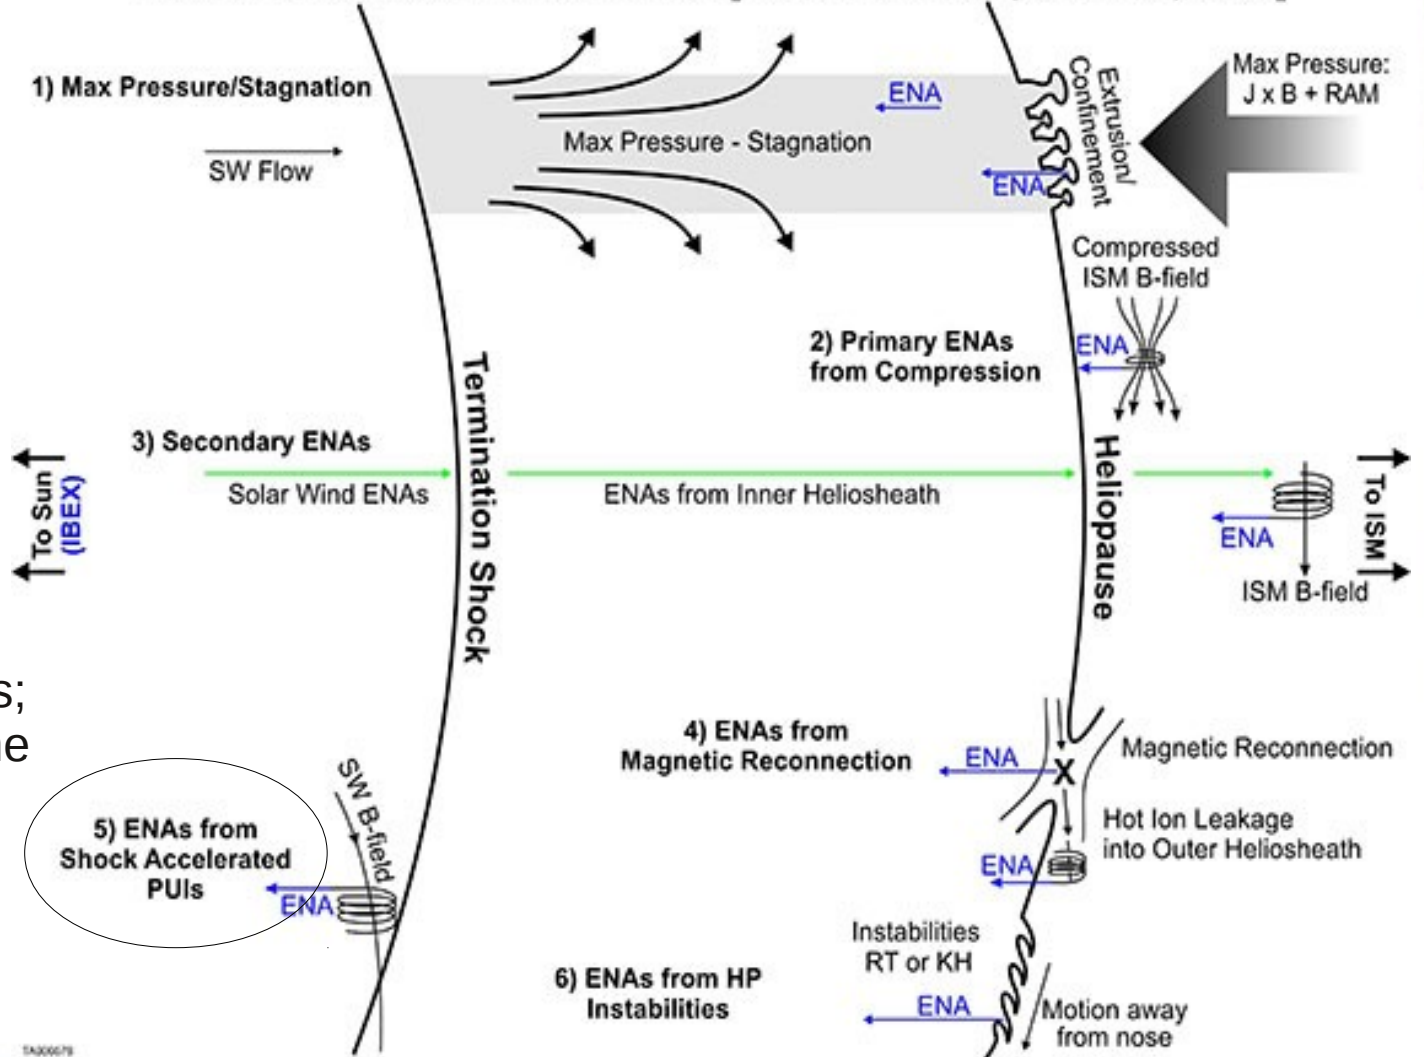 1) Max Pressure/Stagnation
SW Flow
Max Pressure - Stagnation
ENA
ENA
Extrusion/
Confinement
Max Pressure:
J x B + RAM
Compressed
ISM B-field
2) Primary ENAs
from Compression
ENA
Termination Shock
Heliopause
3) Secondary ENAs
Solar Wind ENAs
ENAs from Inner Heliosheath
To Sun
(IBEX)
ENA
ISM B-field
To ISM
s;
ne
4) ENAs from
Magnetic Reconnection
ENA
X
Magnetic Reconnection
Hot Ion Leakage
into Outer Heliosheath
ENA
5) ENAs from
Shock Accelerated
PUIs
ENA
SW B-field
Instabilities
RT or KH
6) ENAs from HP
Instabilities
ENA
Motion away
from nose